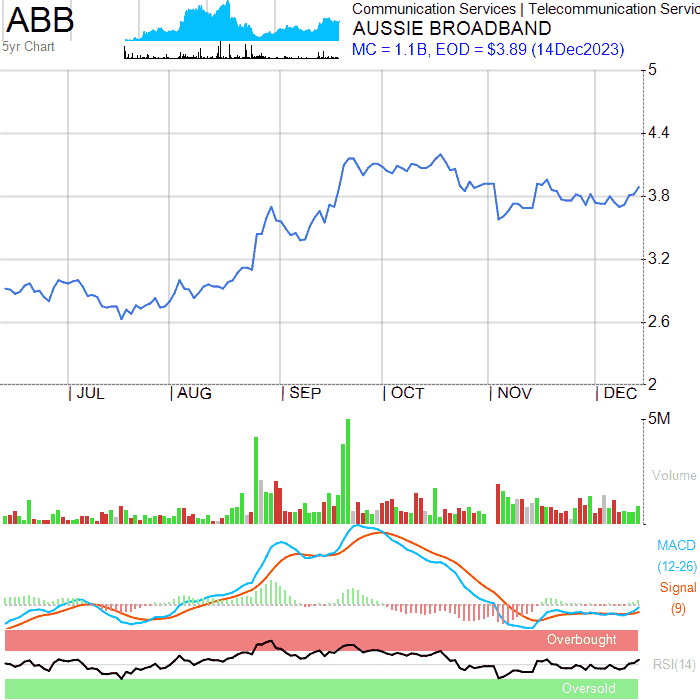 ABB
5yr Chart
Communication Services | Telecommunication Servic
AUSSIE BROADBAND
MC = 1.1B, EOD = $3.89 (14Dec2023)
5
4.4
3.8
3.2
2.6
2
| JUL | AUG | SEP | OCT | NOV | DEC
5M
Volume
MACD
(12-26)
Signal
(9)
Overbought
RSI(14)
Oversold